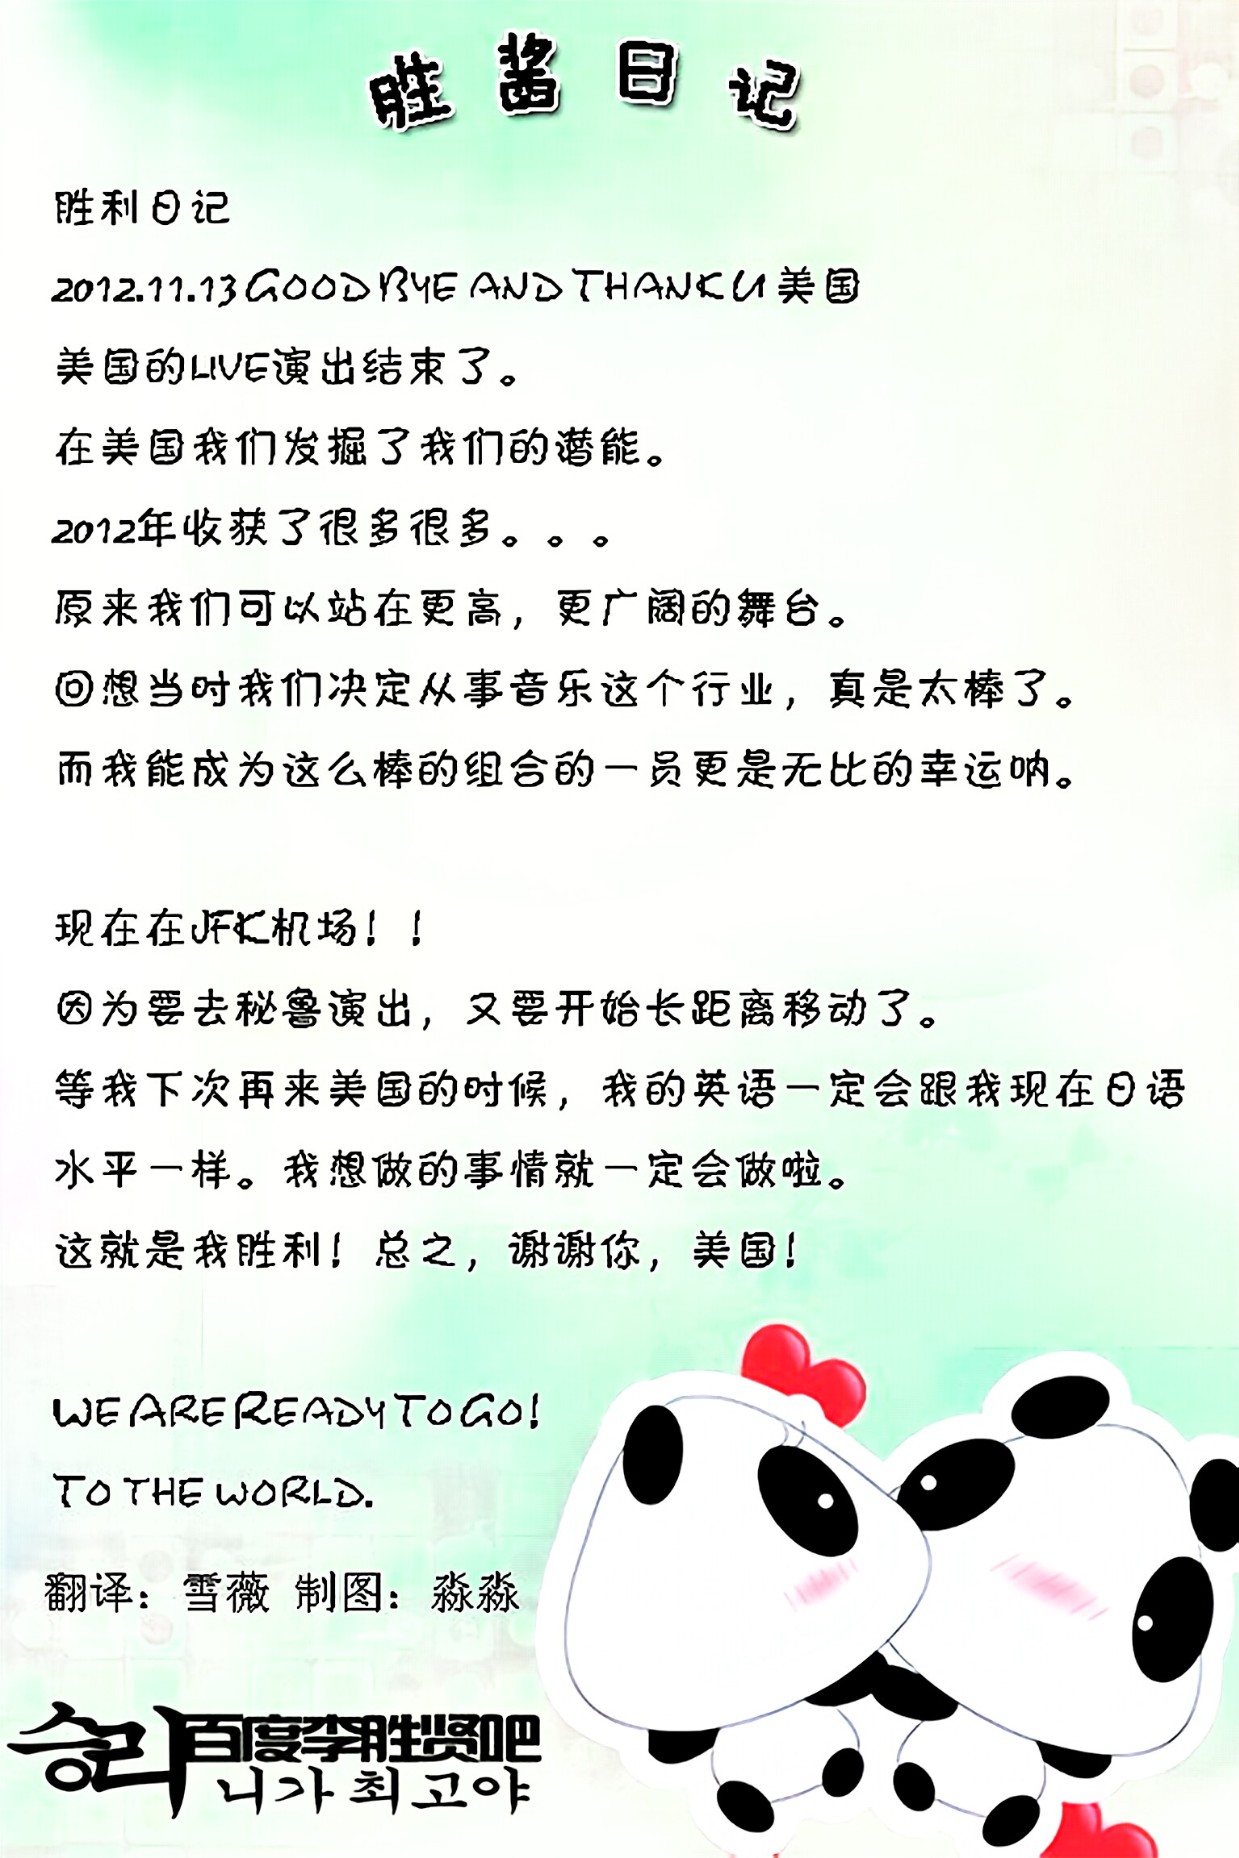 胜酱日记
胜利日记
2012.11.13 GOOD BYE AND THANK U 美国
美国的LIVE演出结束了。
在美国我们发掘了我们的潜能。
2012年收获了很多很多。。。
原来我们可以站在更高，更广阔的舞台。
回想当时我们决定从事音乐这个行业，真是太棒了。
而我能成为这么棒的组合的一员更是无比的幸运呐。
现在在JFK机场！！
因为要去秘鲁演出，又要开始长距离移动了。
等我下次再来美国的时候，我的英语一定会跟我现在日语
水平一样。我想做的事情就一定会做啦。
这就是我胜利！总之，谢谢你，美国！
WE ARE READY TO GO!
TO THE WORLD.
翻译：雪薇 制图：淼淼
승리 百度李胜贤吧
니가 최고야